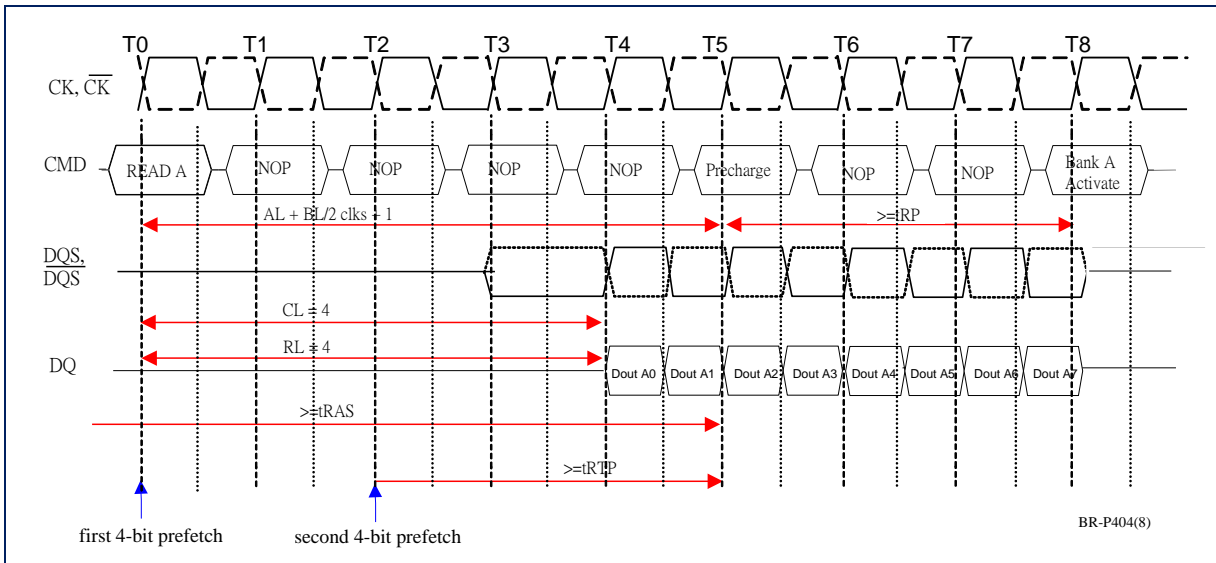 T0 T1 T2 T3 T4 T5 T6 T7 T8
CK, CK
CMD READ A NOP NOP NOP NOP Precharge NOP NOP Bank A Activate
AL + BL/2 clks + 1 >=tRP
DQS,
DQS
CL = 4
RL = 4
DQ Dout A0 Dout A1 Dout A2 Dout A3 Dout A4 Dout A5 Dout A6 Dout A7
>=tRAS
>=tRTP
first 4-bit prefetch second 4-bit prefetch
BR-P404(8)